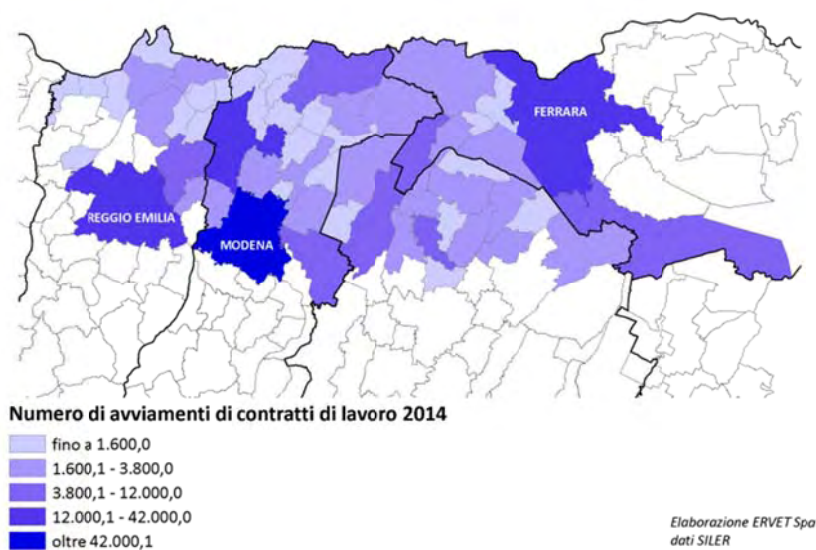 FERRARA
REGGIO EMILIA
MODENA
Numero di avviamenti di contratti di lavoro 2014
fino a 1.600,0
1.600,1 - 3.800,0
3.800,1 - 12.000,0
12.000,1 - 42.000,0
oltre 42.000,1
Elaborazione ERVET Spa
dati SILER